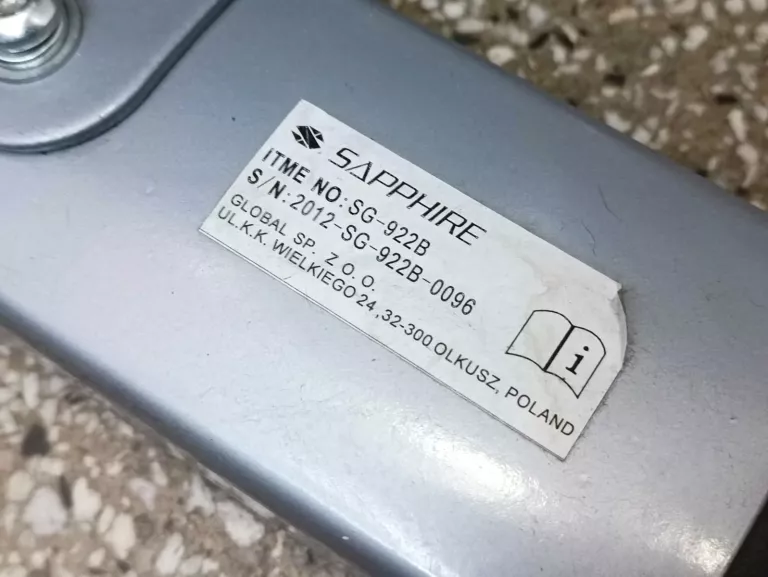 SAPPHIRE
iTME NO: SG-922B
S/N: 2012-SG-922B-0096
GLOBAL SP. Z O.O.
UL.K.K. WIELKIEGO 24, 32-300 OLKUSZ, POLAND
i